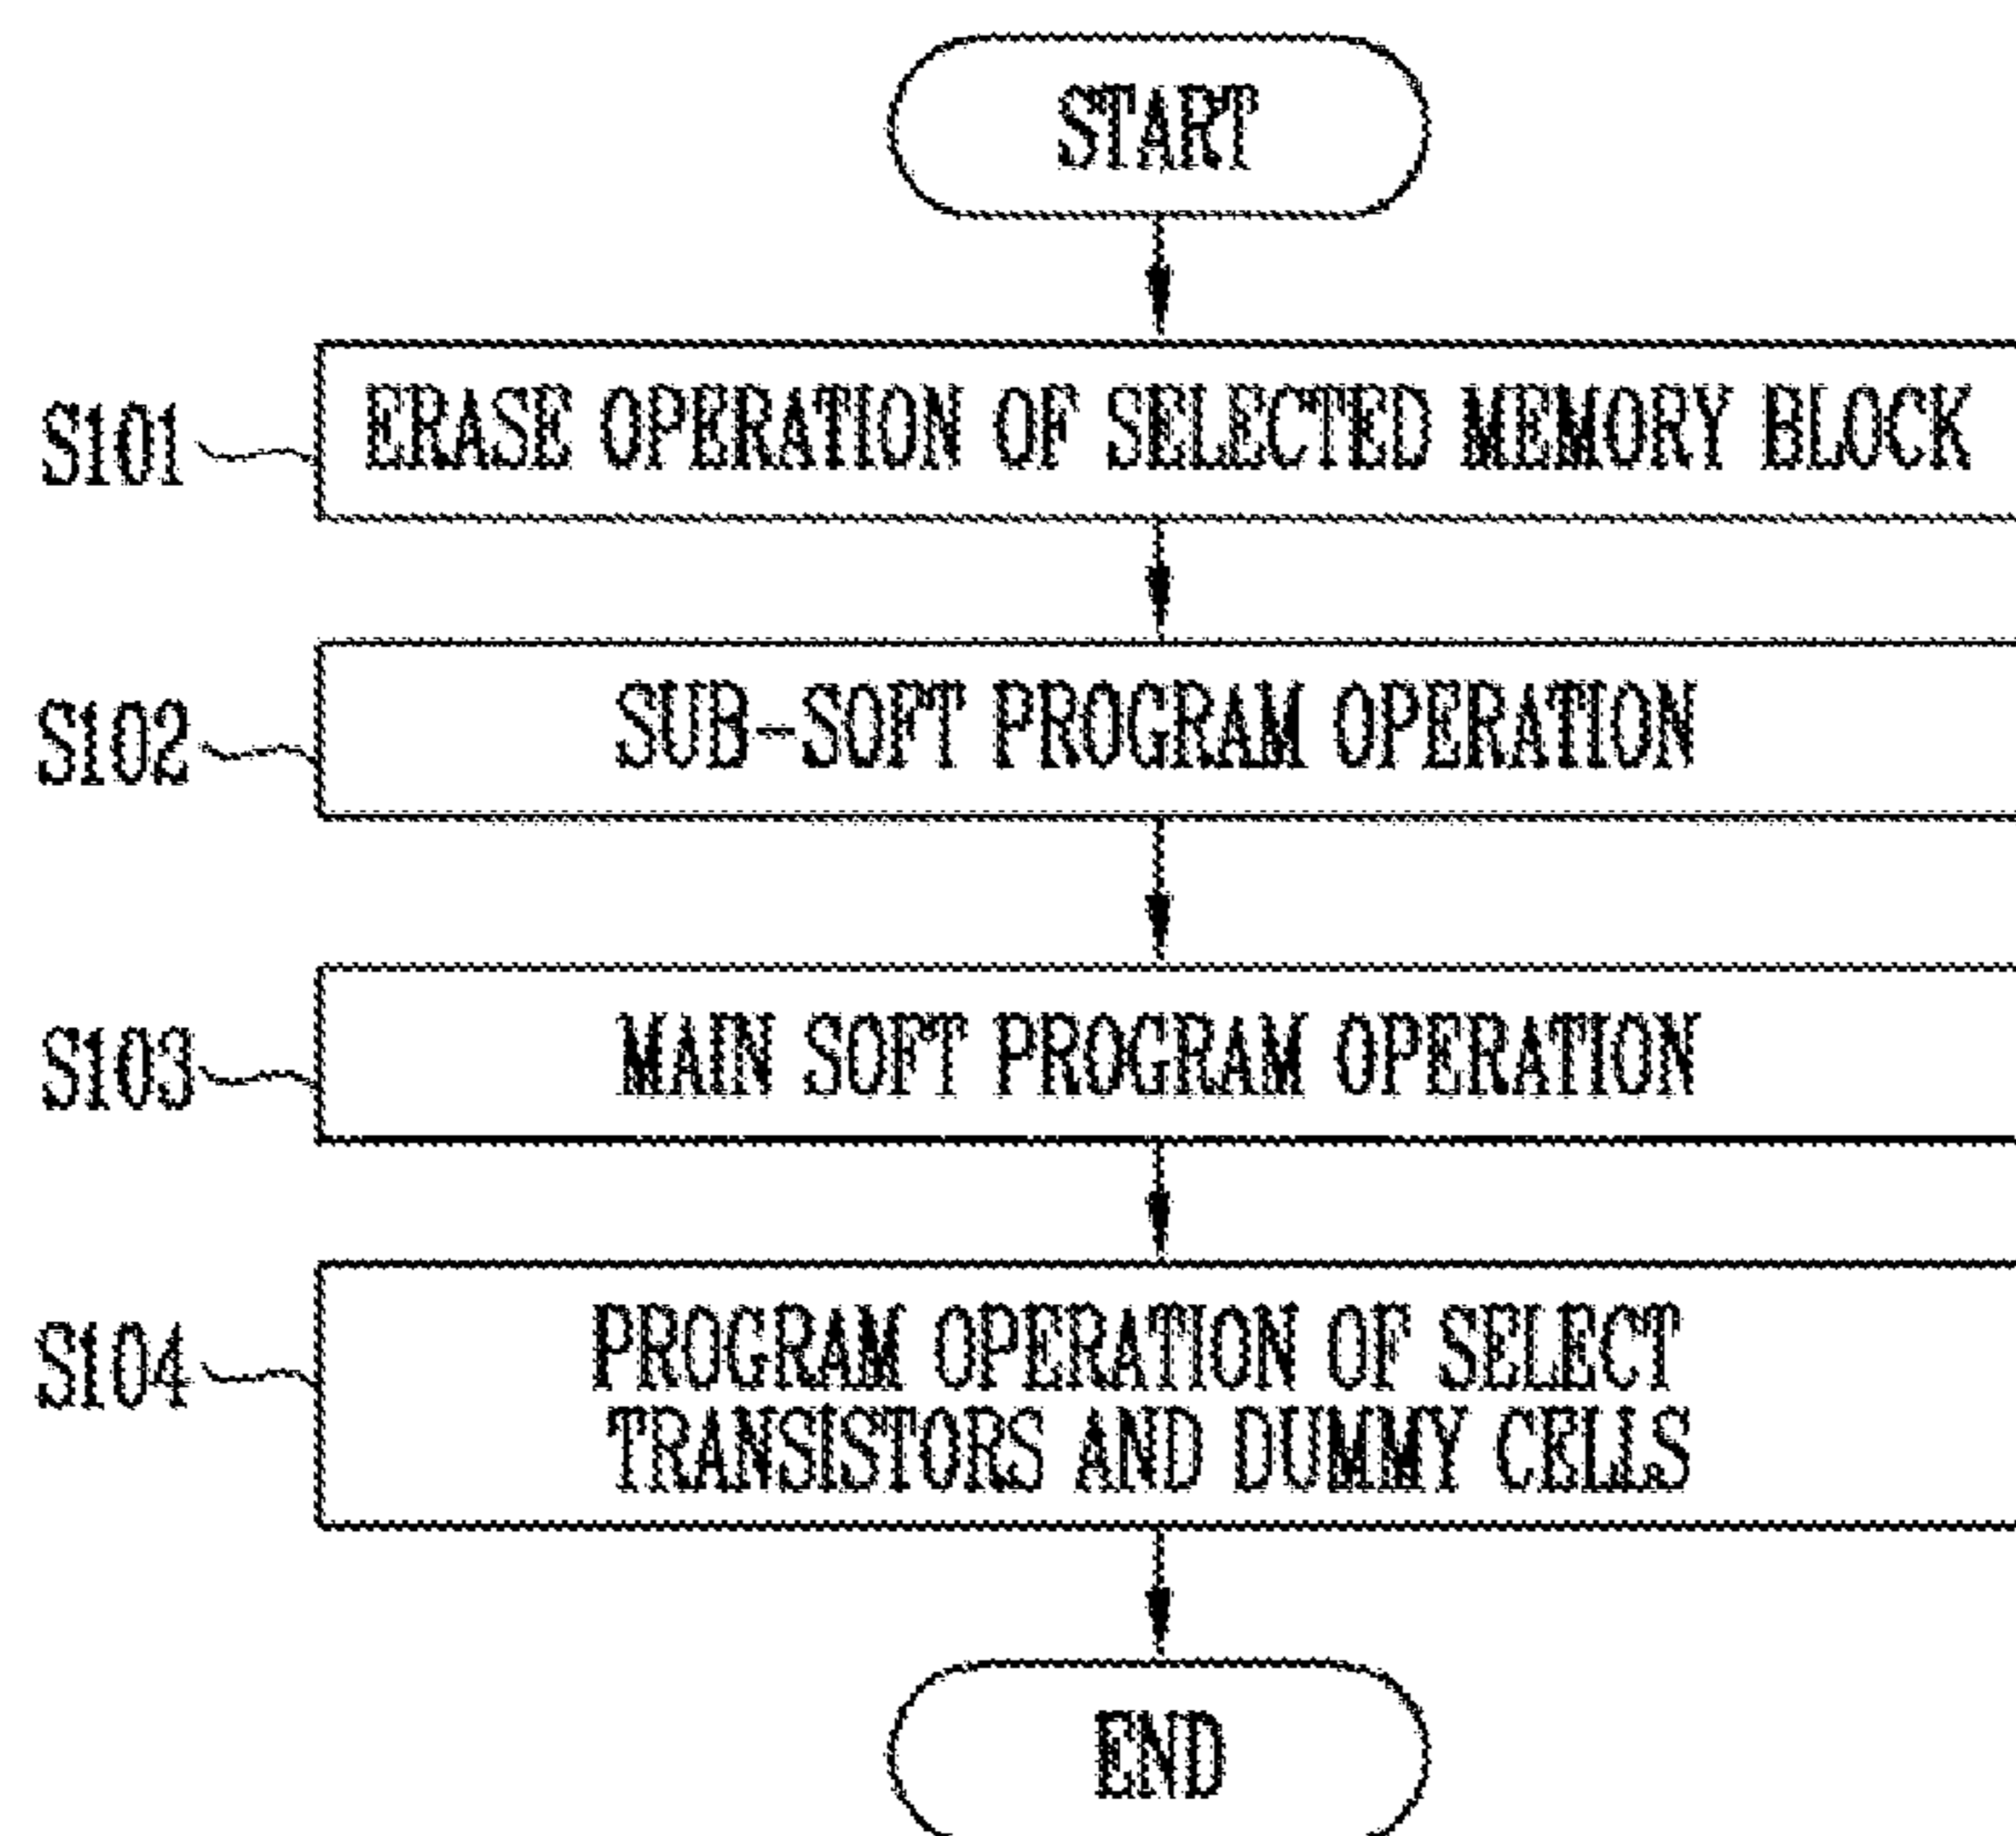 START
S101
ERASE OPERATION OF SELECTED MEMORY BLOCK
S102
SUB-SOFT PROGRAM OPERATION
S103
MAIN SOFT PROGRAM OPERATION
S104
PROGRAM OPERATION OF SELECT
TRANSISTORS AND DUMMY CELLS
END